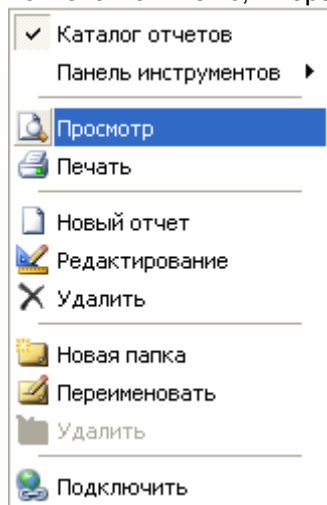 Каталог отчетов
Панель инструментов
Просмотр
Печать
Новый отчет
Редактирование
Удалить
Новая папка
Переименовать
Удалить
Подключить